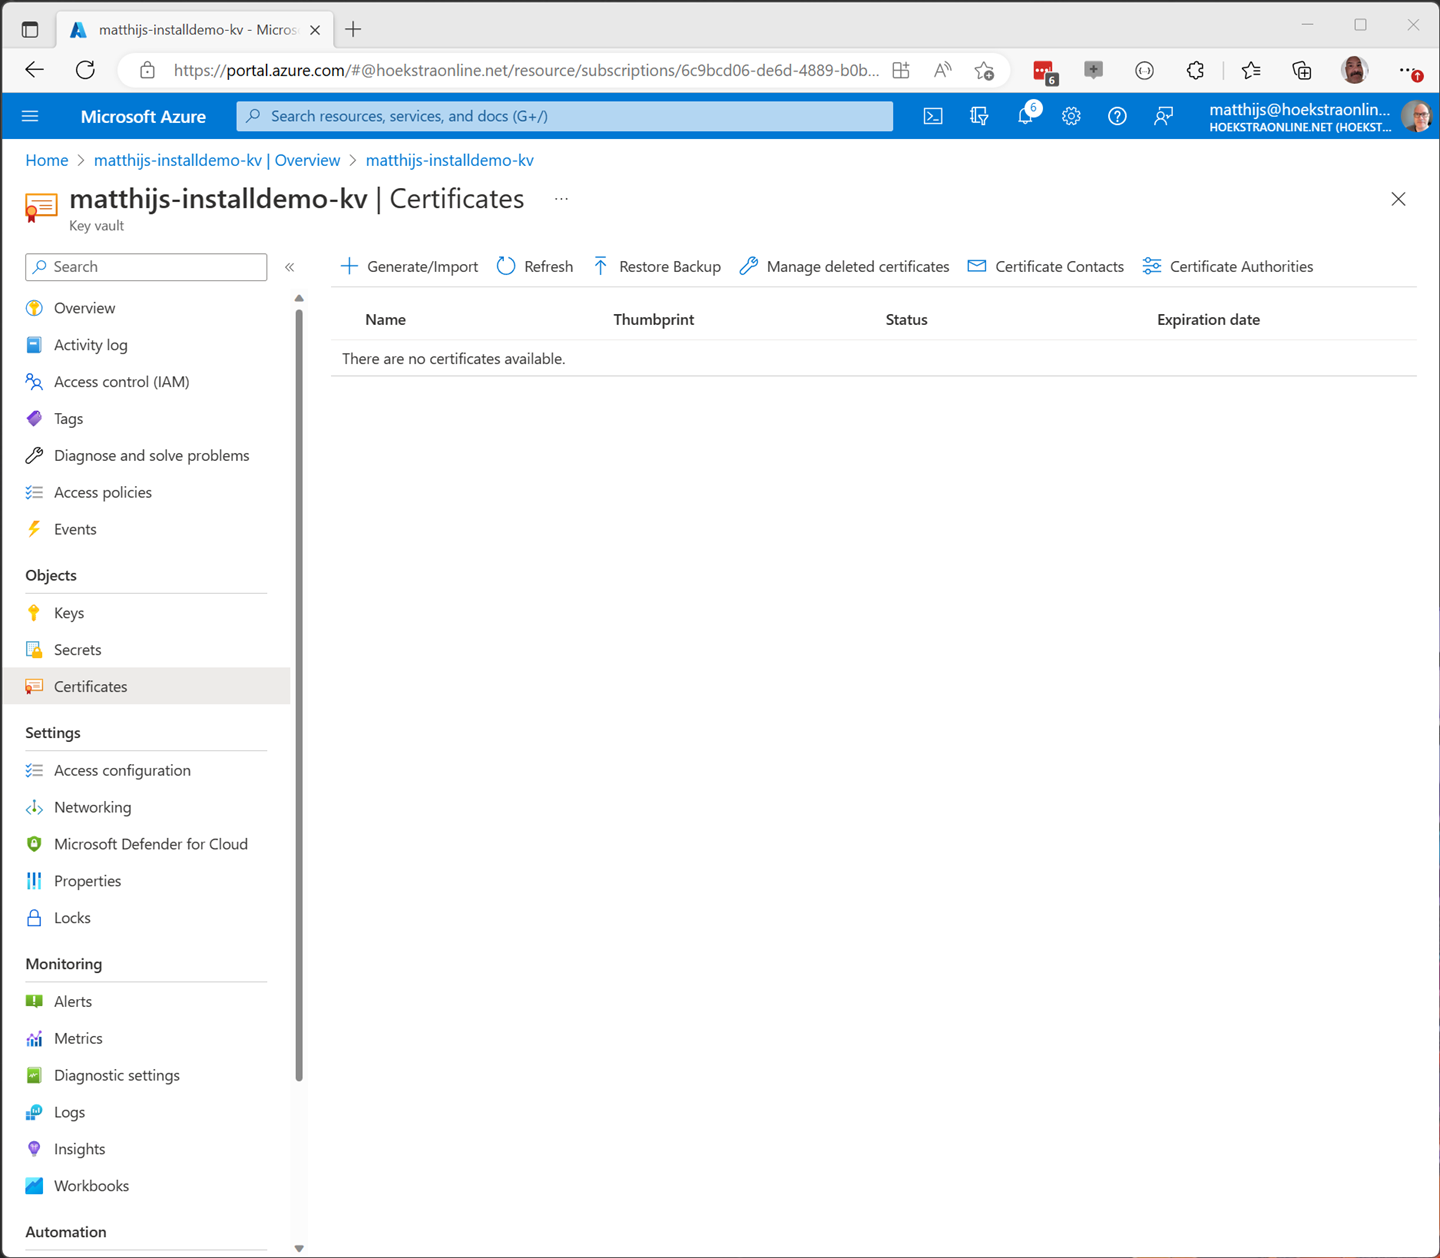 matthijs-installdemo-kv - Micros
https://portal.azure.com/#@hoekstraonline.net/resource/subscriptions/6c9bcd06-de6d-4889-b0b...
6
Microsoft Azure
Search resources, services, and docs (G+/)
6
matthijs@hoekstraonlin...
HOEKSTRAONLINE.NET (HOEKST...
Home > matthijs-installdemo-kv | Overview > matthijs-installdemo-kv
matthijs-installdemo-kv | Certificates ...
Key vault
Search
«
Generate/Import
Refresh
Restore Backup
Manage deleted certificates
Certificate Contacts
Certificate Authorities
Name Thumbprint Status Expiration date
There are no certificates available.
Overview
Activity log
Access control (IAM)
Tags
Diagnose and solve problems
Access policies
Events
Objects
Keys
Secrets
Certificates
Settings
Access configuration
Networking
Microsoft Defender for Cloud
Properties
Locks
Monitoring
Alerts
Metrics
Diagnostic settings
Logs
Insights
Workbooks
Automation